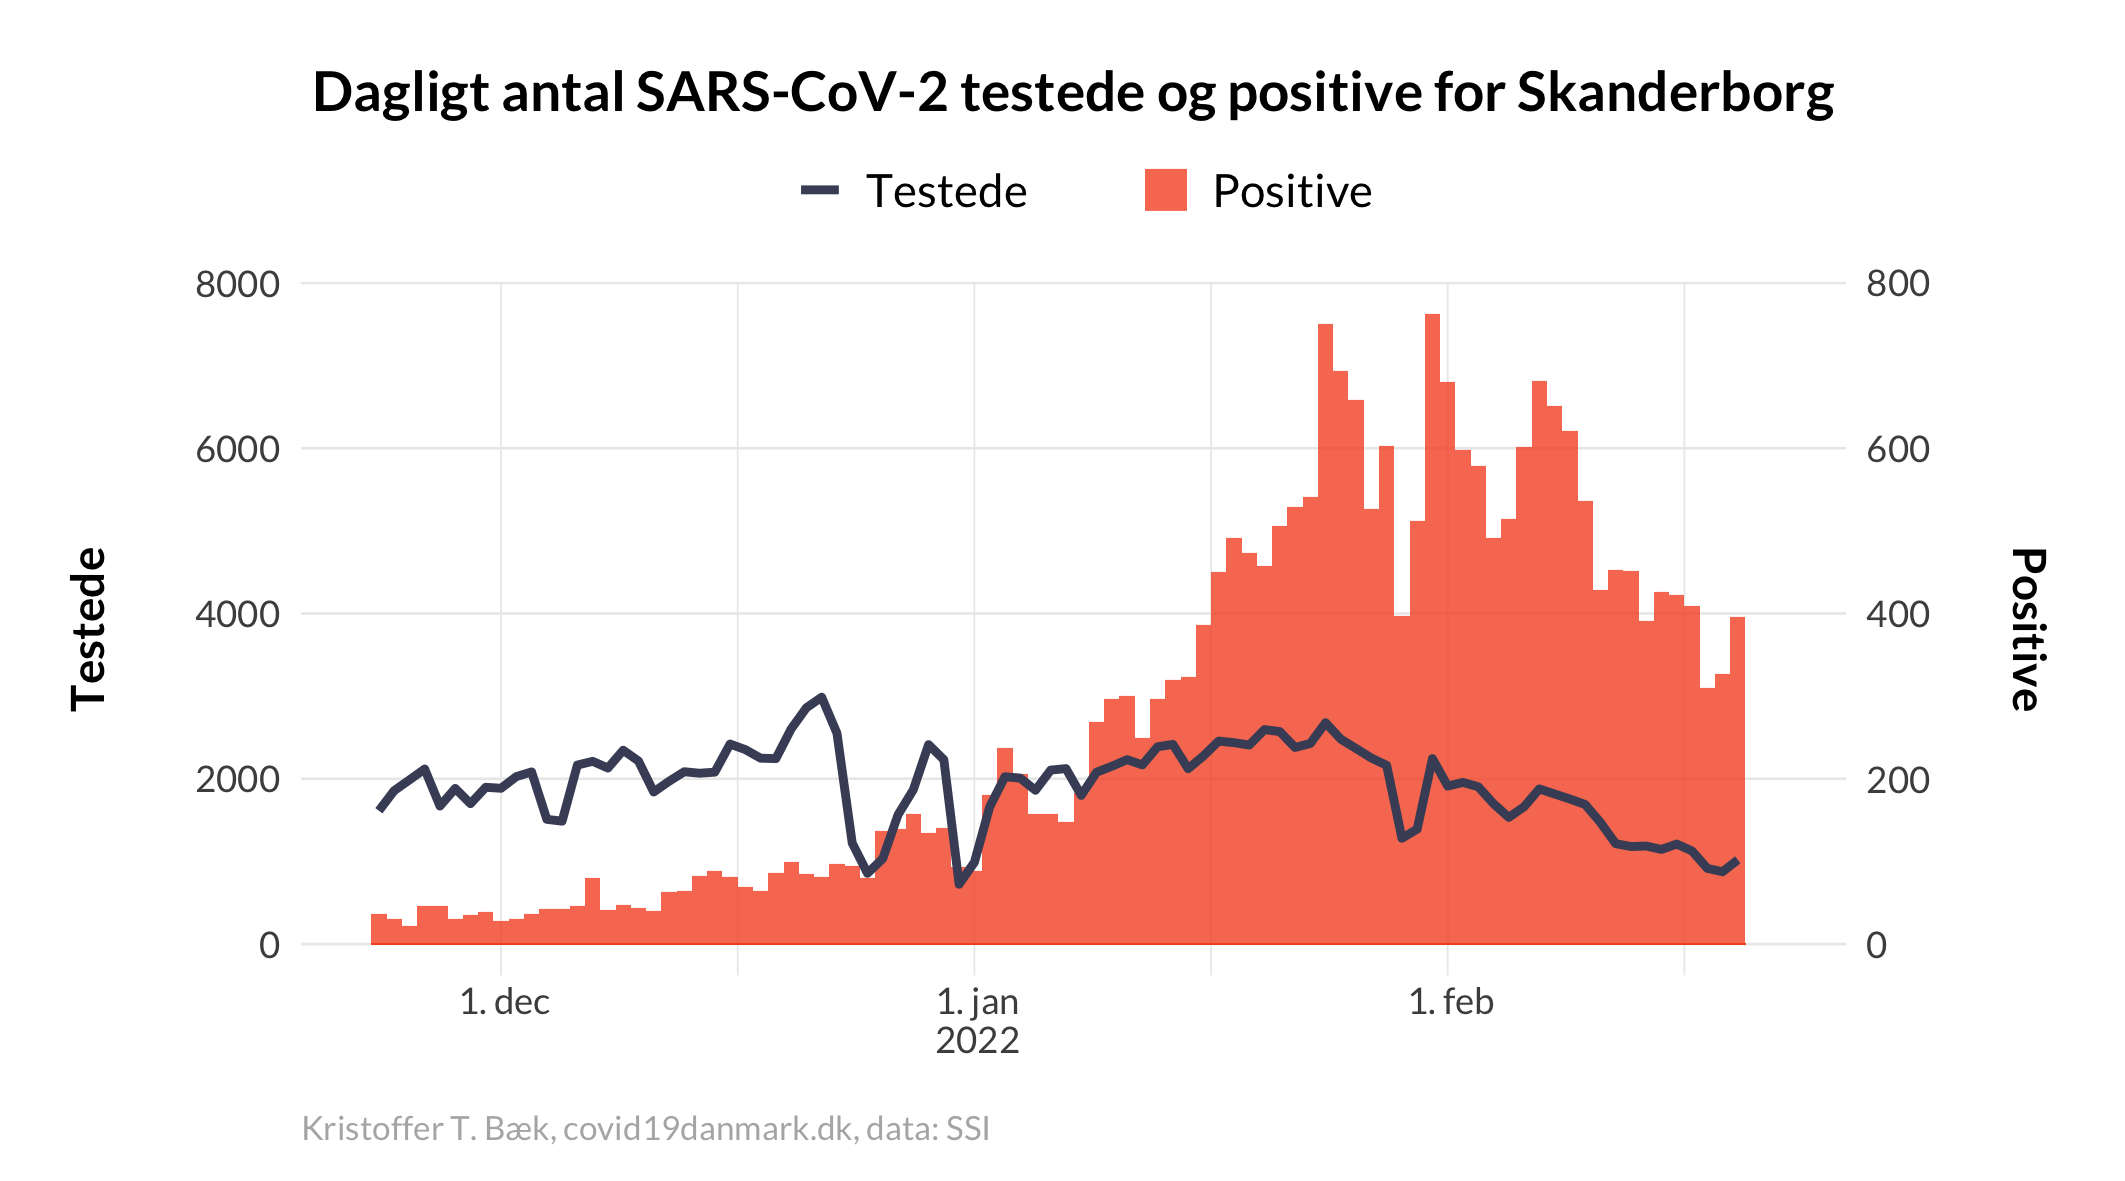 Dagligt antal SARS-CoV-2 testede og positive for Skanderborg
Testede
Positive
8000
6000
4000
2000
0
800
600
400
200
0
Testede
Positive
1. dec
1. jan
2022
1. feb
Kristoffer T. Bæk, covid19danmark.dk, data: SSI